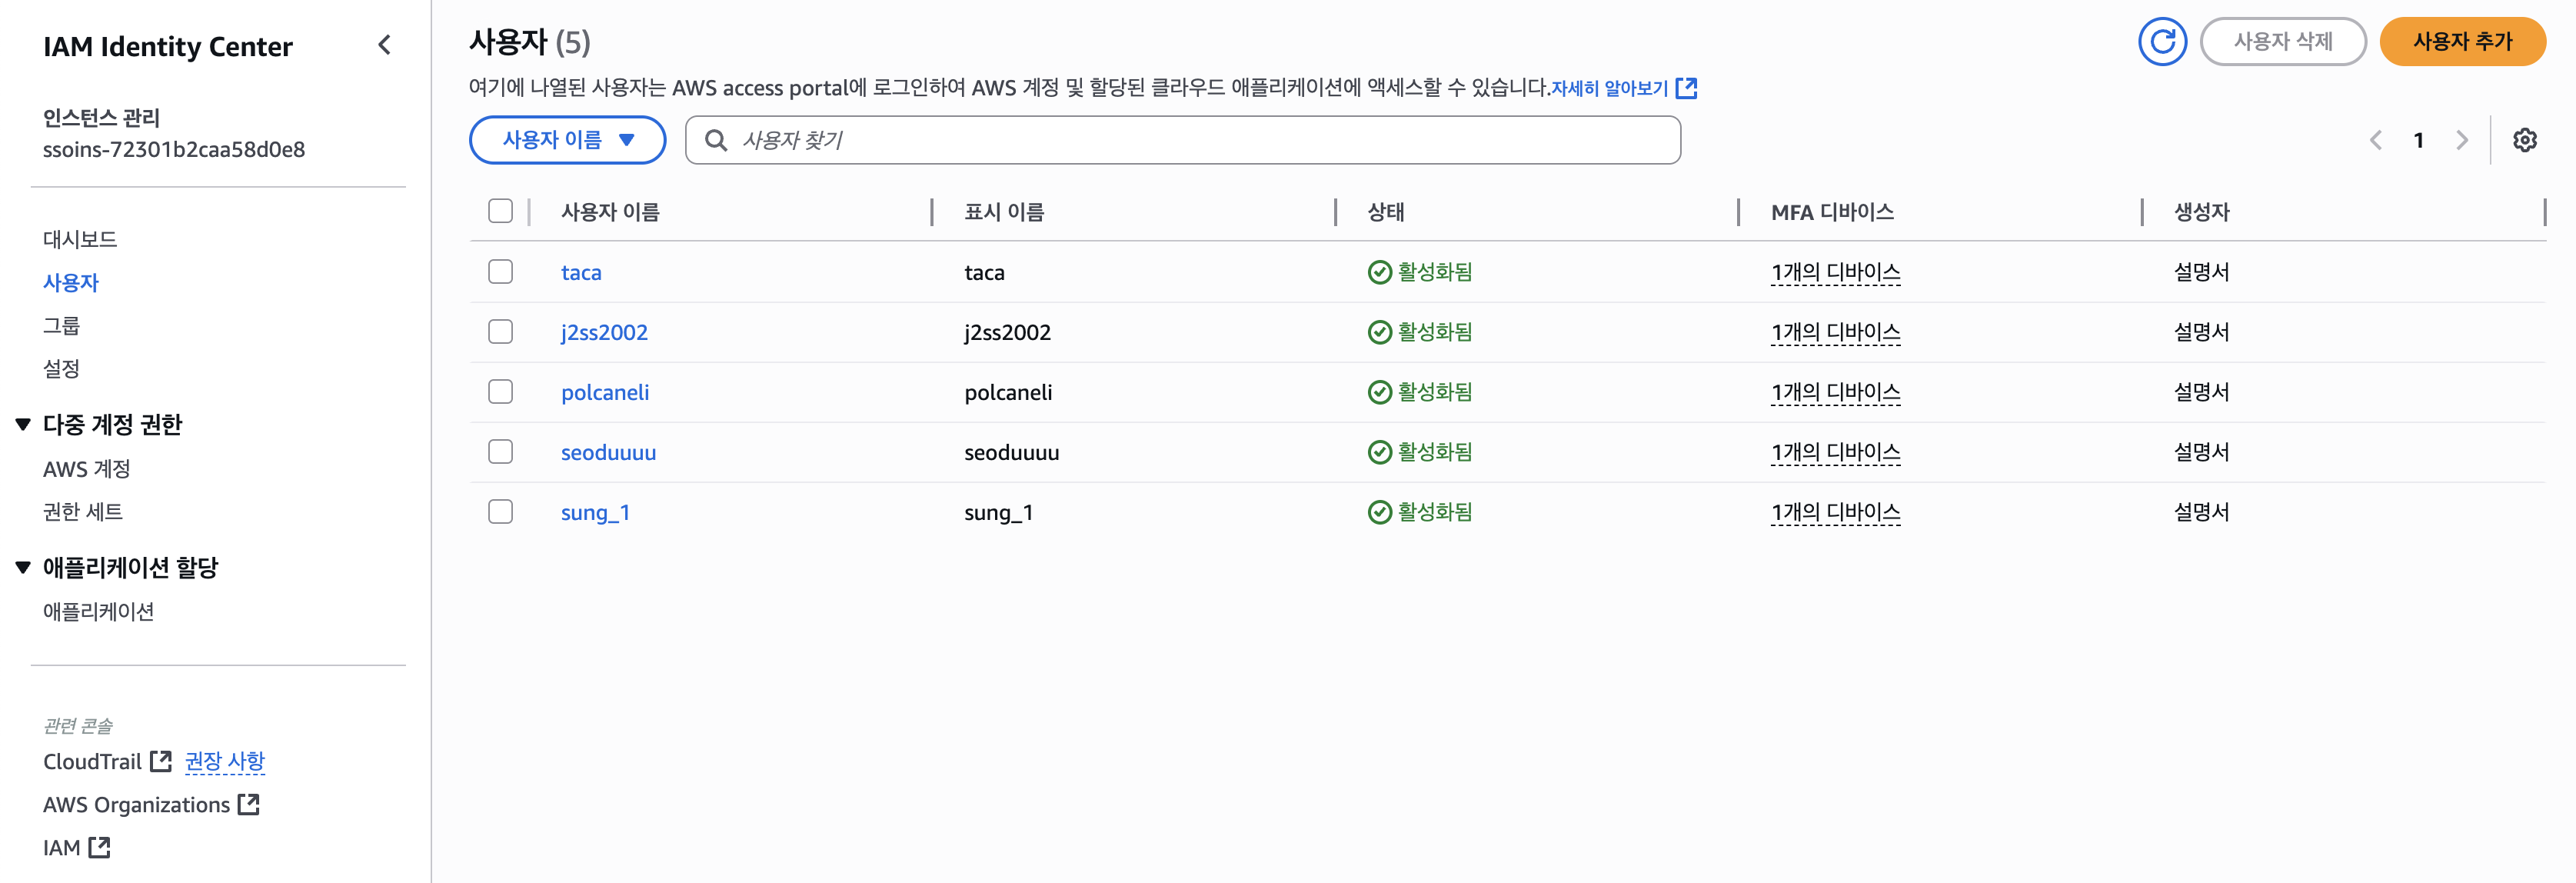 IAM Identity Center
인스턴스 관리
ssoins-72301b2caa58d0e8
대시보드
사용자
그룹
설정
다중 계정 권한
AWS 계정
권한 세트
애플리케이션 할당
애플리케이션
관련 콘솔
CloudTrail 권장 사항
AWS Organizations
IAM
사용자 (5)
사용자 삭제 사용자 추가
여기에 나열된 사용자는 AWS access portal에 로그인하여 AWS 계정 및 할당된 클라우드 애플리케이션에 액세스할 수 있습니다.자세히 알아보기
사용자 이름 사용자 찾기 1
사용자 이름 표시 이름 상태 MFA 디바이스 생성자
taca taca 활성화됨 1개의 디바이스 설명서
j2ss2002 j2ss2002 활성화됨 1개의 디바이스 설명서
polcaneli polcaneli 활성화됨 1개의 디바이스 설명서
seoduuuu seoduuuu 활성화됨 1개의 디바이스 설명서
sung_1 sung_1 활성화됨 1개의 디바이스 설명서